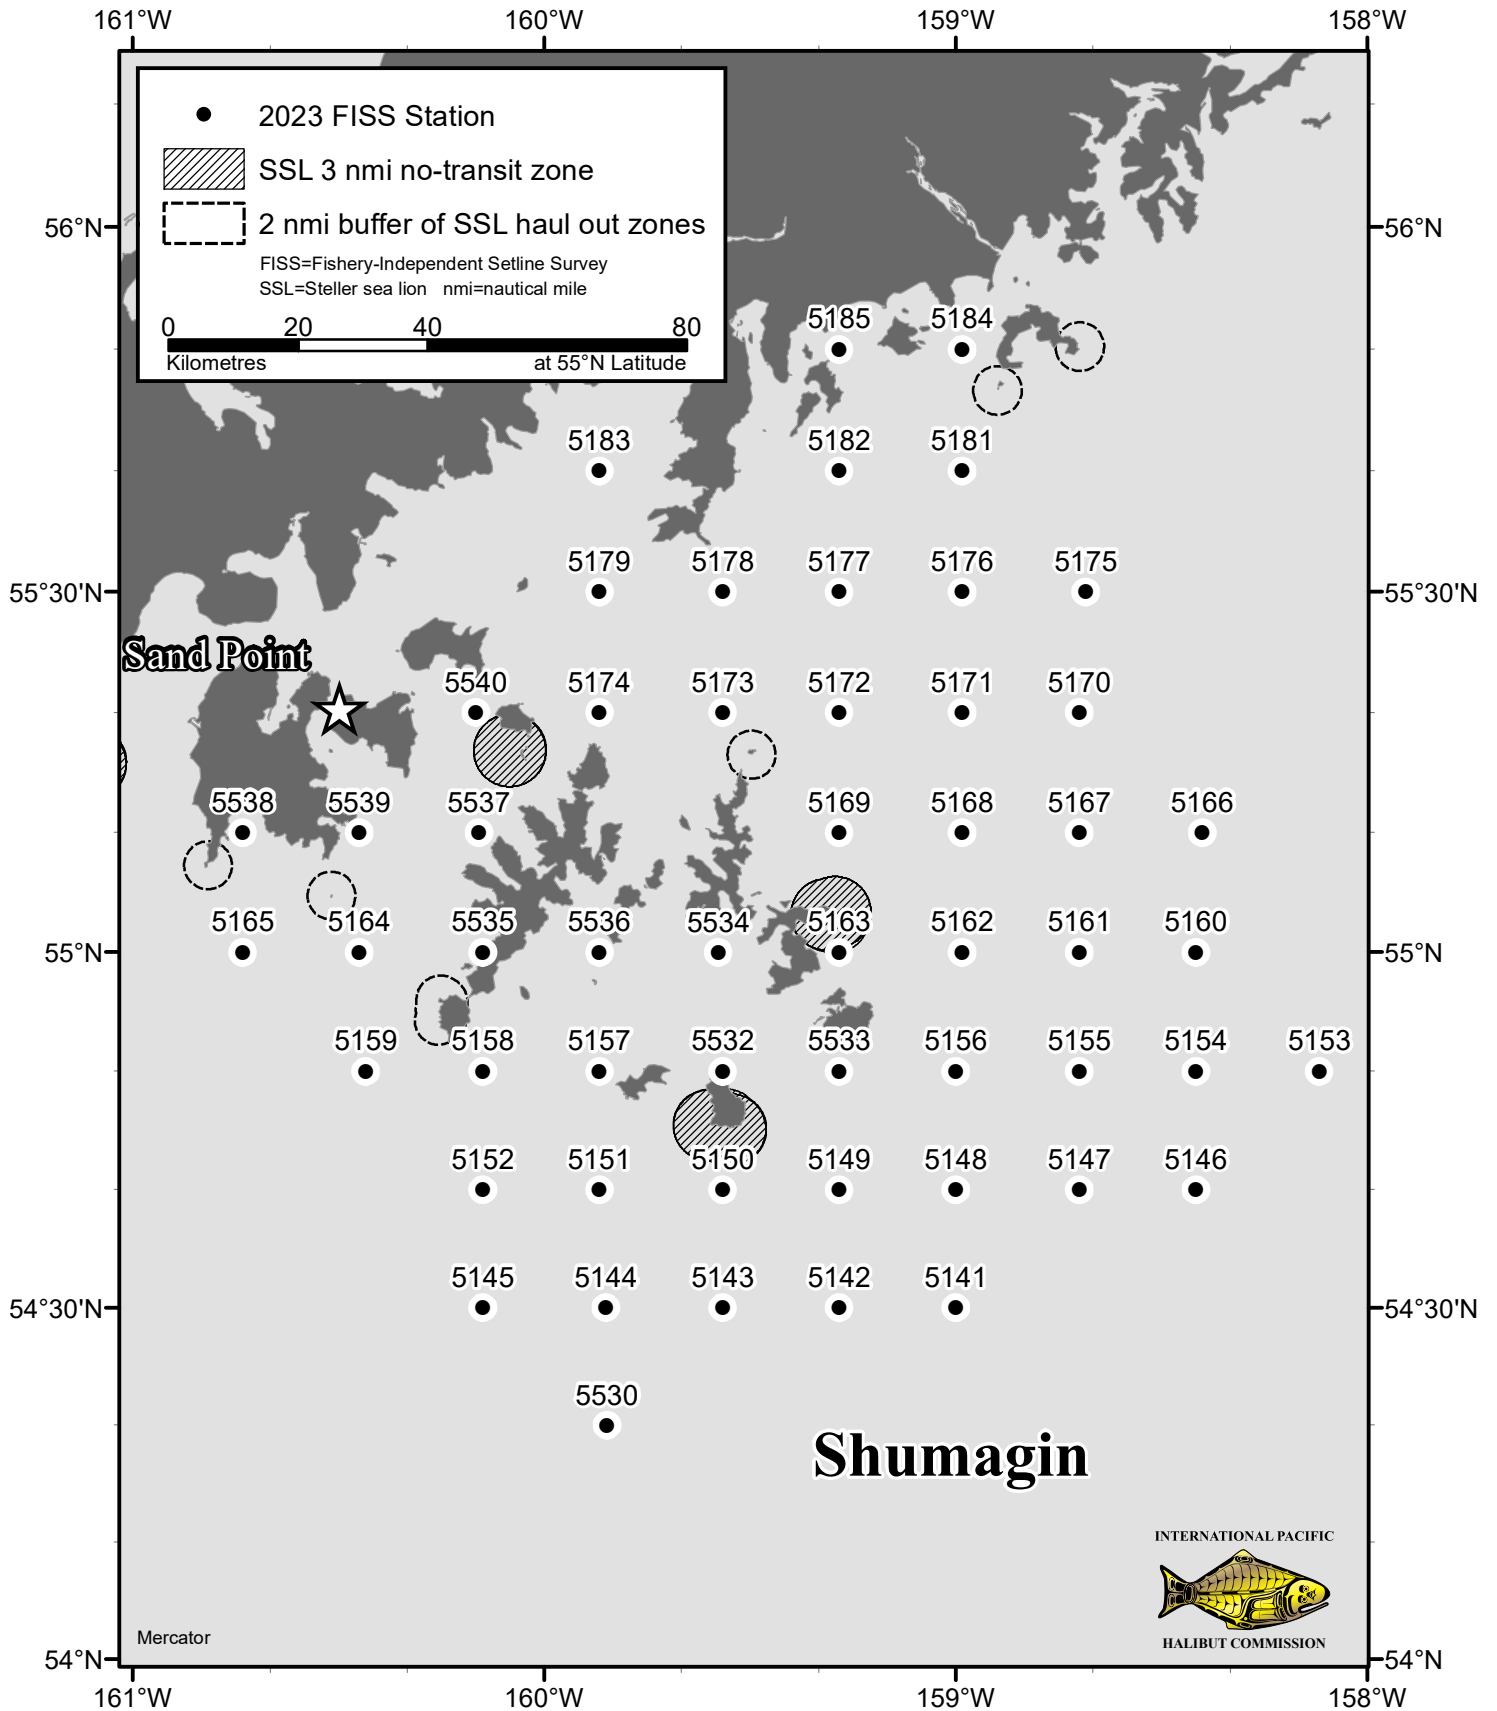 161°W 160°W 159°W 158°W
2023 FISS Station
SSL 3 nmi no-transit zone
2 nmi buffer of SSL haul out zones
FISS=Fishery-Independent Setline Survey
SSL=Steller sea lion nmi=nautical mile
0 20 40 80
Kilometres at 55°N Latitude
56°N 56°N
5185 5184
5183 5182 5181
5179 5178 5177 5176 5175
55°30'N 55°30'N
Sand Point
5540 5174 5173 5172 5171 5170
5538 5539 5537 5169 5168 5167 5166
5165 5164 5535 5536 5534 5163 5162 5161 5160
55°N 55°N
5159 5158 5157 5532 5533 5156 5155 5154 5153
5152 5151 5150 5149 5148 5147 5146
5145 5144 5143 5142 5141
54°30'N 54°30'N
5530
Shumagin
INTERNATIONAL PACIFIC
HALIBUT COMMISSION
Mercator
54°N 54°N
161°W 160°W 159°W 158°W